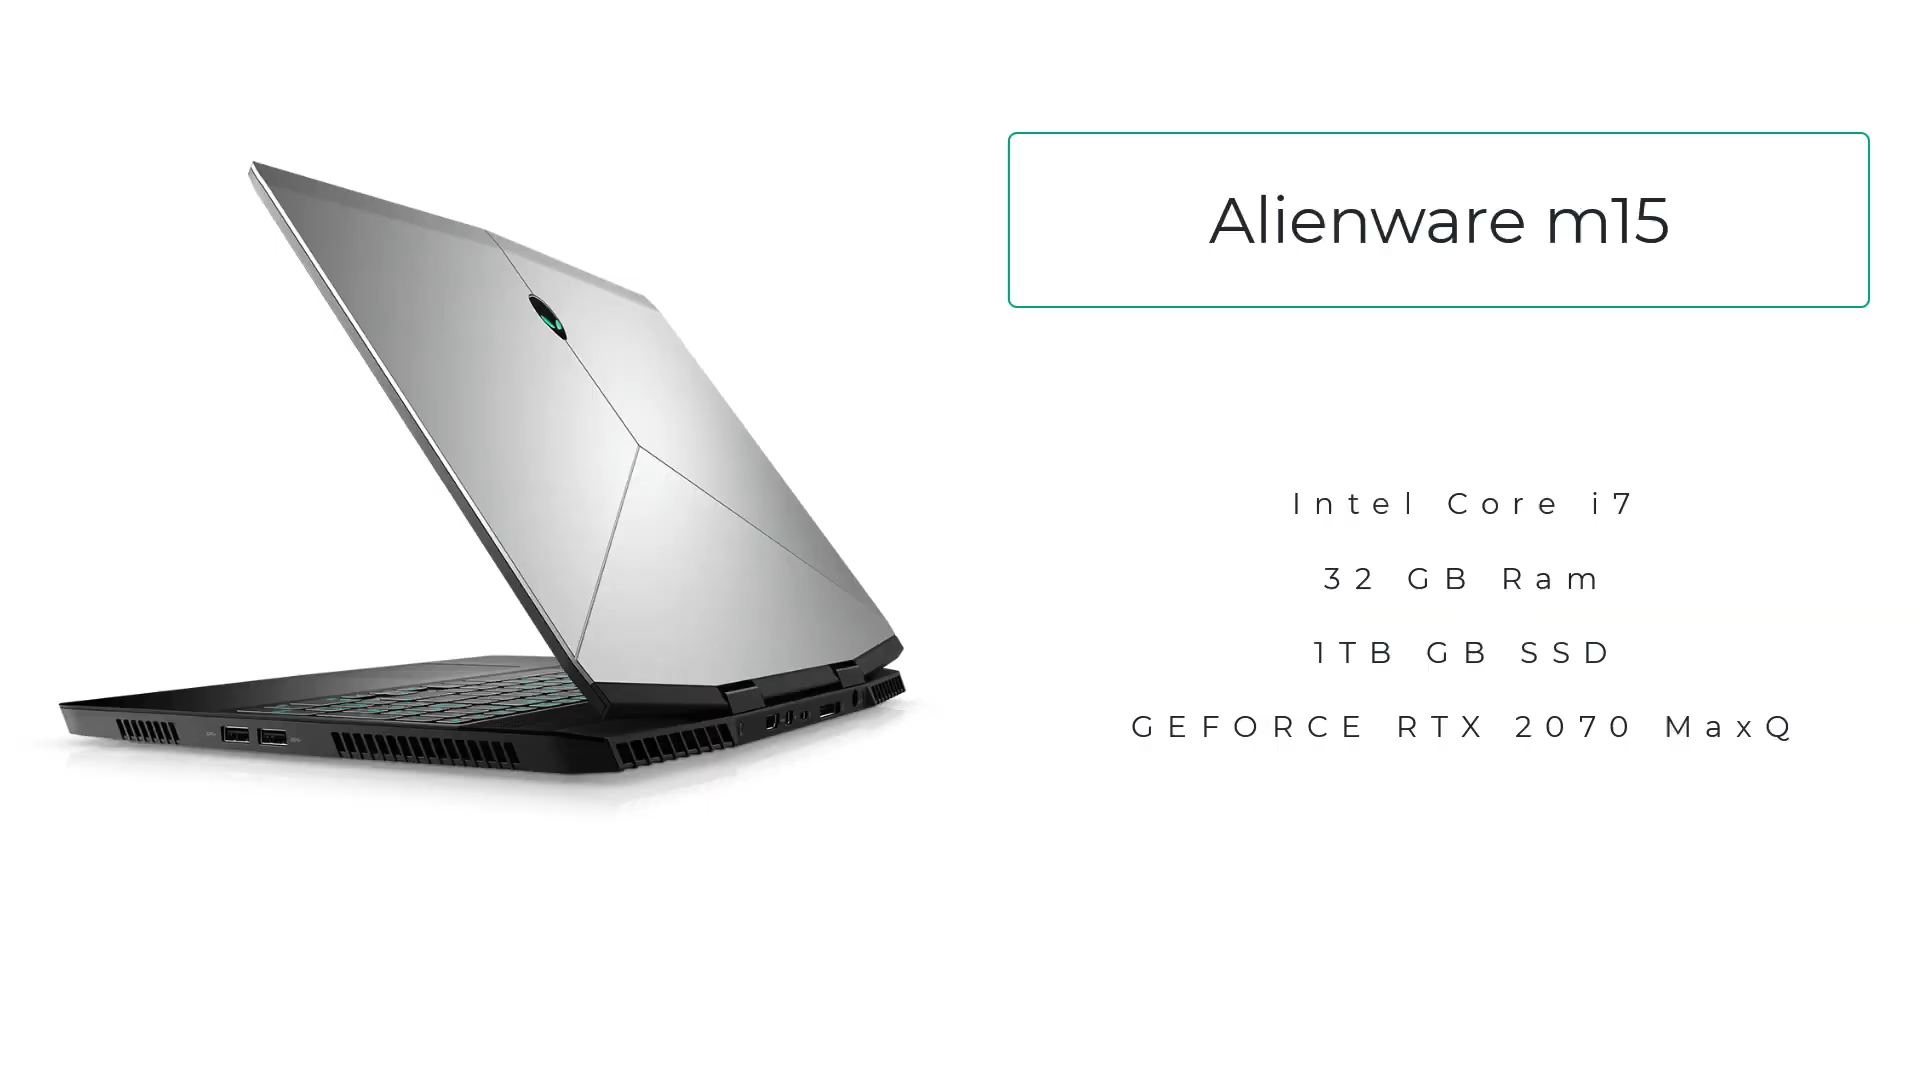 Alienware m15
Intel Core i7
32 GB Ram
1TB GB SSD
GEFORCE RTX 2070 MaxQ